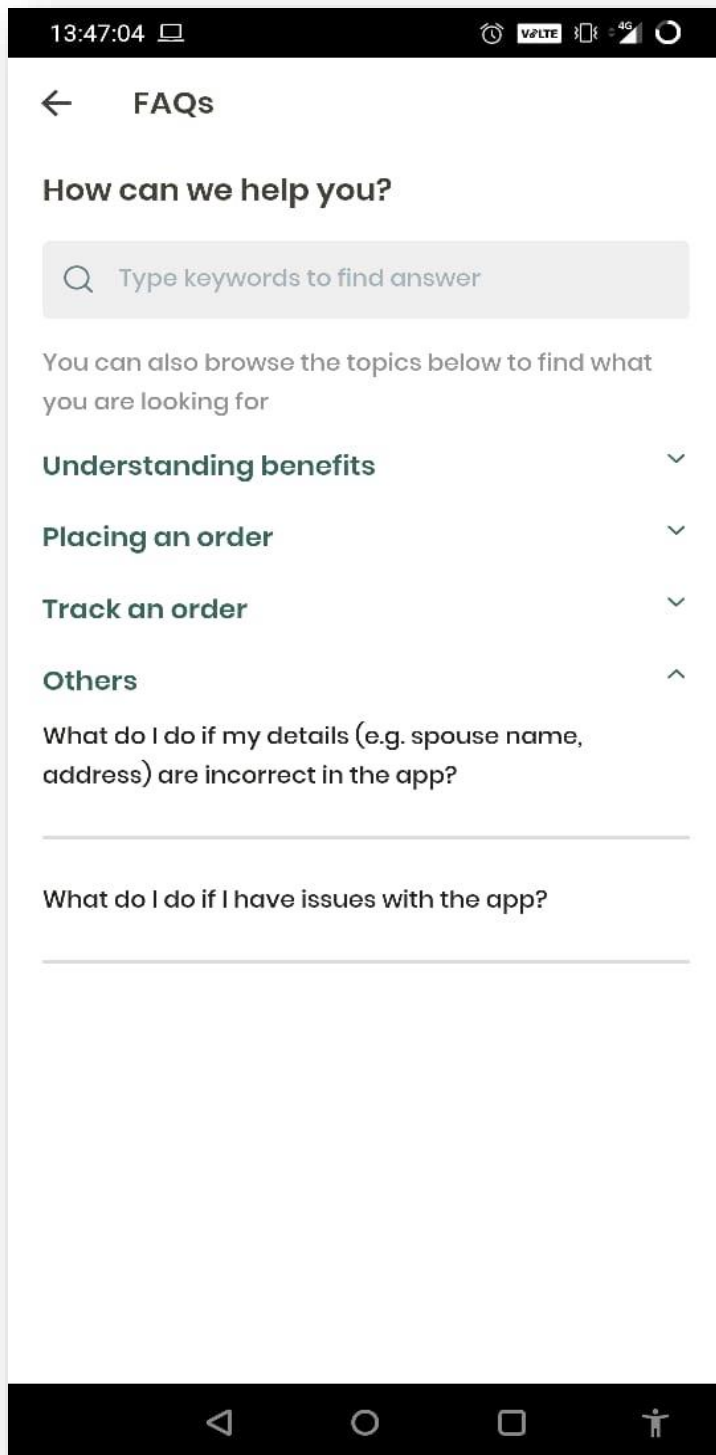 13:47:04
VoLTE
4G
FAQs
How can we help you?
Type keywords to find answer
You can also browse the topics below to find what
you are looking for
Understanding benefits
Placing an order
Track an order
Others
What do I do if my details (e.g. spouse name,
address) are incorrect in the app?
What do I do if I have issues with the app?